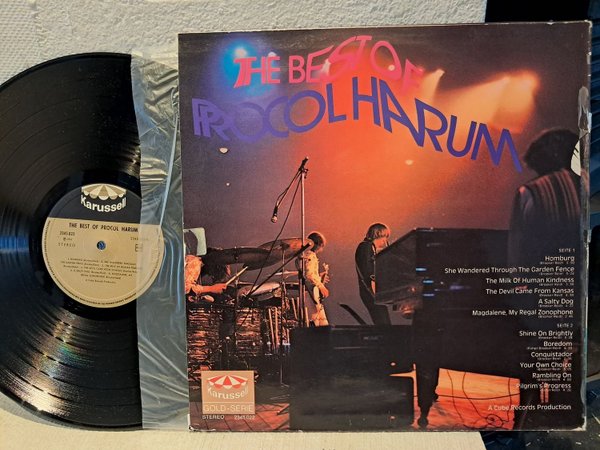 THE BEST OF
PROCOL HARUM
Karussell
THE BEST OF PROCOL HARUM
STEREO
SEITE 1
Homburg
She Wandered Through The Garden Fence
The Milk Of Human Kindness
The Devil Came From Kansas
A Salty Dog
Magdalene, My Regal Zonophone
SEITE 2
Shine On Brightly
Boredom
Conquistador
Your Own Choice
Rambling On
Pilgrim's Progress
A Cube Records Production
Karussell
GOLD-SERIE
STEREO